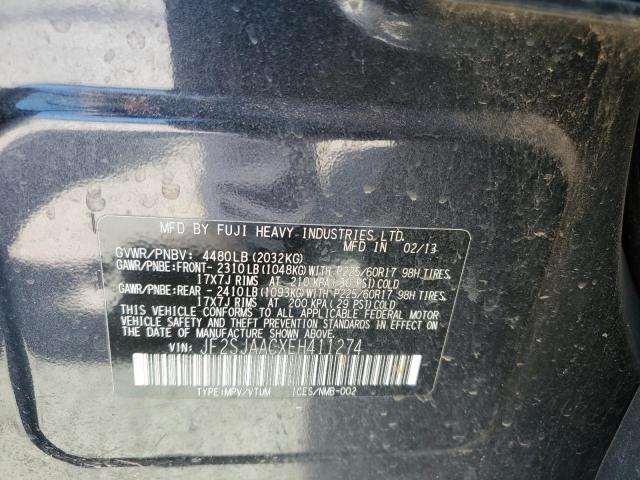 MFD BY FUJI HEAVY INDUSTRIES LTD.
MFD. IN 02/13
GVWR/PNBV: 4480LB (2032KG)
GAWR/PNBE:FRONT- 2310LB (1048KG) WITH P225/60R17 98H TIRES,
17X7J RIMS AT 210 KPA (30 PSI) COLD
GAWR/PNBE:REAR - 2410LB (1093KG) WITH P225/60R17 98H TIRES,
17X7J RIMS AT 200 KPA (29 PSI) COLD
THIS VEHICLE CONFORMS TO ALL APPLICABLE FEDERAL MOTOR
VEHICLE SAFETY STANDARDS IN EFFECT ON THE
DATE OF MANUFACTURE SHOWN ABOVE.
VIN: JF2SJAACXEH411274
TYPE:MPV/VTUM ICES/NMB-002